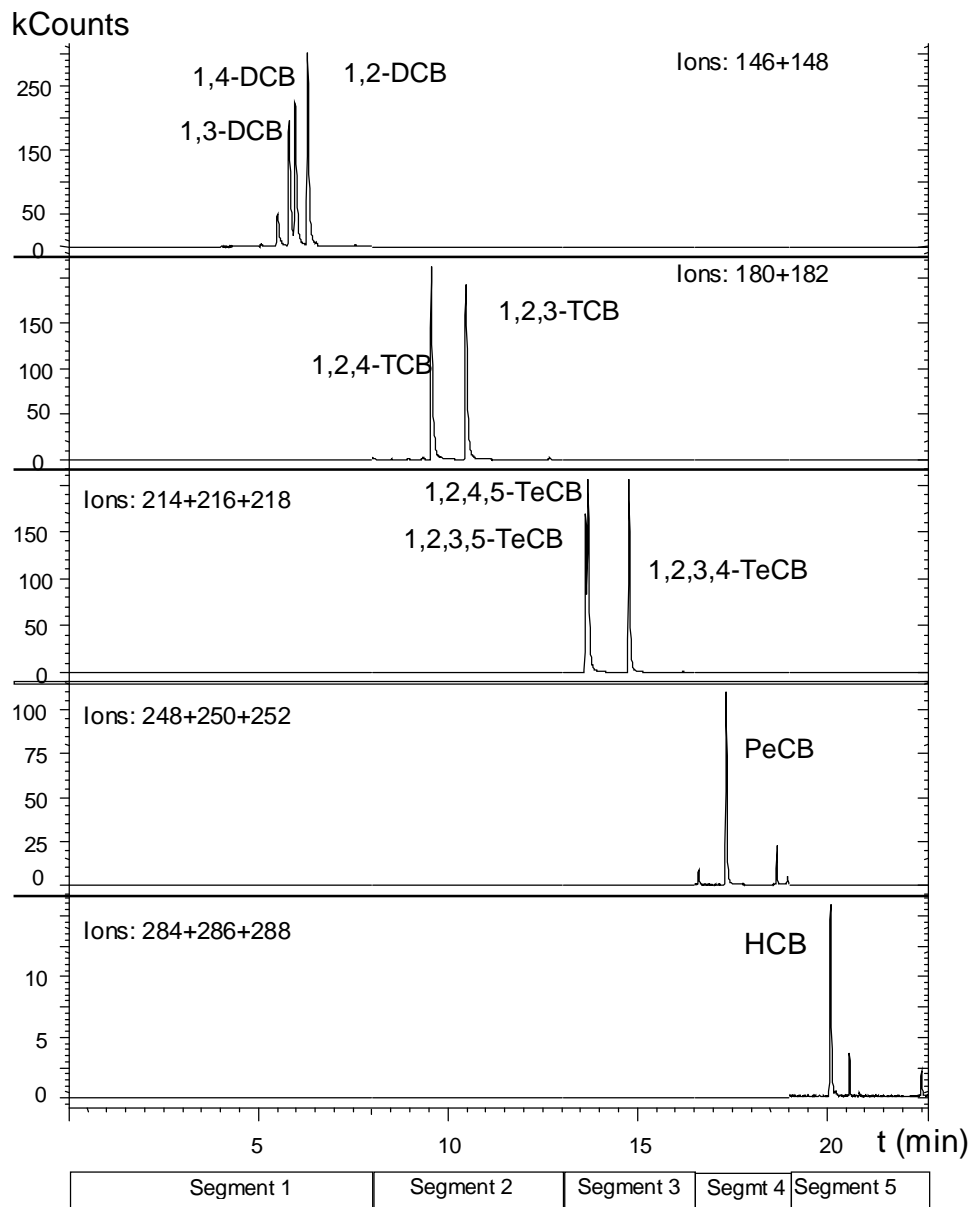 kCounts
Ions: 146+148
1,4-DCB
1,2-DCB
1,3-DCB
250
150
50
0
Ions: 180+182
1,2,3-TCB
1,2,4-TCB
150
100
50
0
Ions: 214+216+218
1,2,4,5-TeCB
1,2,3,5-TeCB
1,2,3,4-TeCB
150
100
50
0
Ions: 248+250+252
PeCB
100
75
50
25
0
Ions: 284+286+288
HCB
10
5
0
5 10 15 20 t (min)
Segment 1 Segment 2 Segment 3 Segmt 4 Segment 5